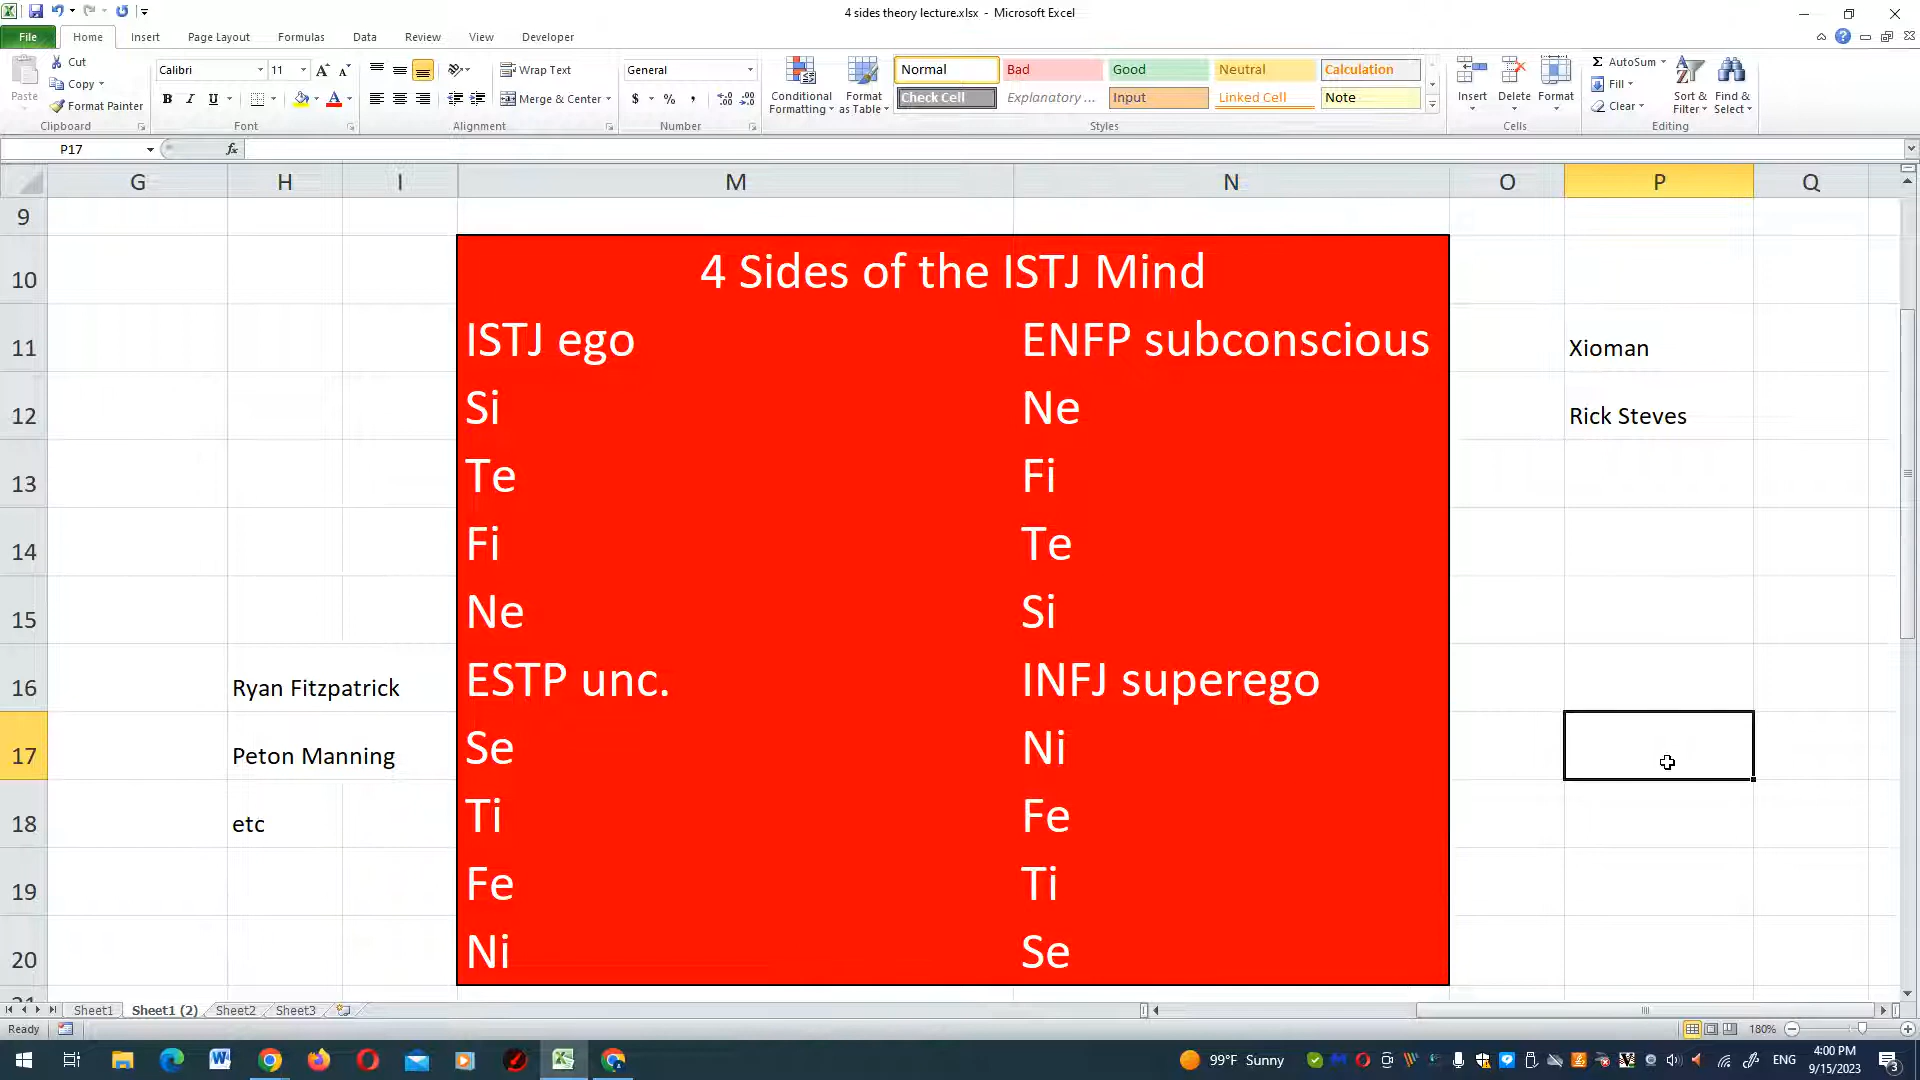 4 sides theory lecture.xlsx - Microsoft Excel
File Home Insert Page Layout Formulas Data Review View Developer
Paste Cut Copy Format Painter Clipboard
Calibri 11 Font
Wrap Text Merge & Center Alignment
General Number
Conditional Formatting Format as Table
Normal Bad Good Neutral Calculation
Check Cell Explanatory ... Input Linked Cell Note
Styles
Insert Delete Format Cells
AutoSum Fill Clear Sort & Filter Find & Select Editing
P17 fx
G H I M N O P Q
9
10 4 Sides of the ISTJ Mind
11 ISTJ ego ENFP subconscious Xioman
12 Si Ne Rick Steves
13 Te Fi
14 Fi Te
15 Ne Si
16 Ryan Fitzpatrick ESTP unc. INFJ superego
17 Peton Manning Se Ni
18 etc Ti Fe
19 Fe Ti
20 Ni Se
Sheet1 Sheet1 (2) Sheet2 Sheet3
Ready 180%
99°F Sunny ENG 4:00 PM
9/15/2023 3